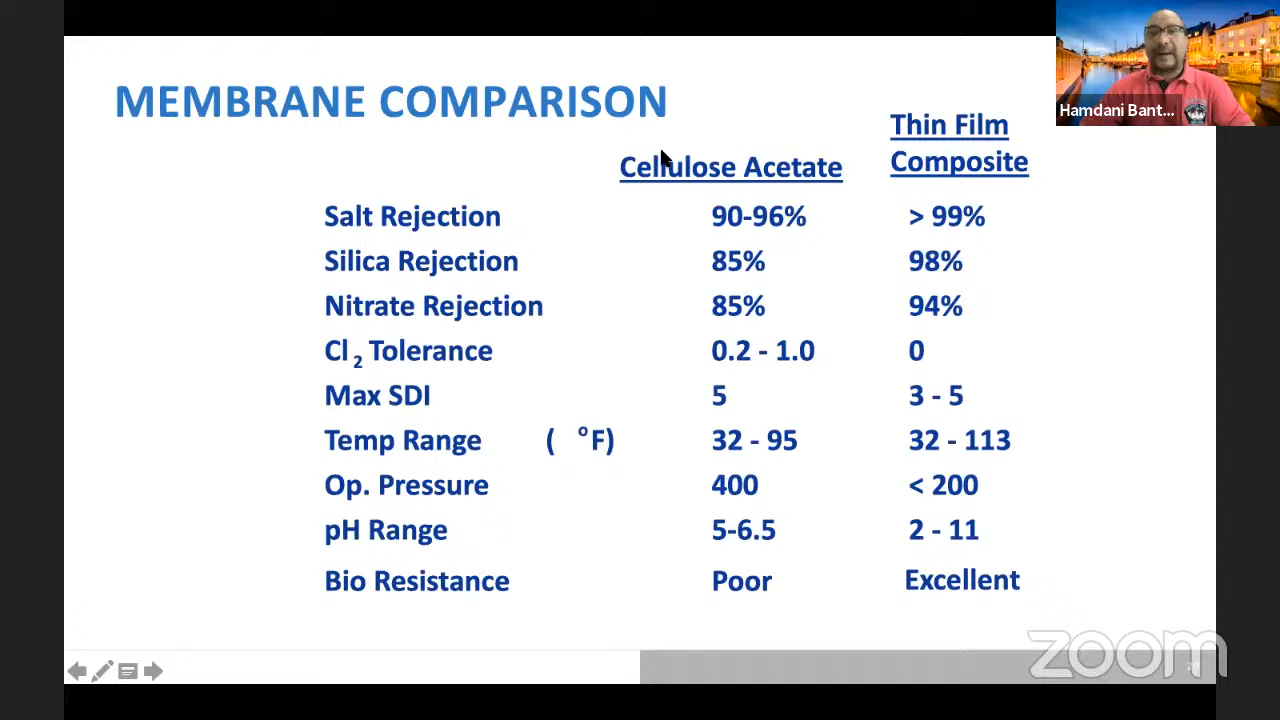 MEMBRANE COMPARISON
Hamdani Bant...
Cellulose Acetate
Thin Film
Composite
Salt Rejection 90-96% > 99%
Silica Rejection 85% 98%
Nitrate Rejection 85% 94%
Cl 2 Tolerance 0.2 - 1.0 0
Max SDI 5 3 - 5
Temp Range ( °F) 32 - 95 32 - 113
Op. Pressure 400 < 200
pH Range 5-6.5 2 - 11
Bio Resistance Poor Excellent
zoom